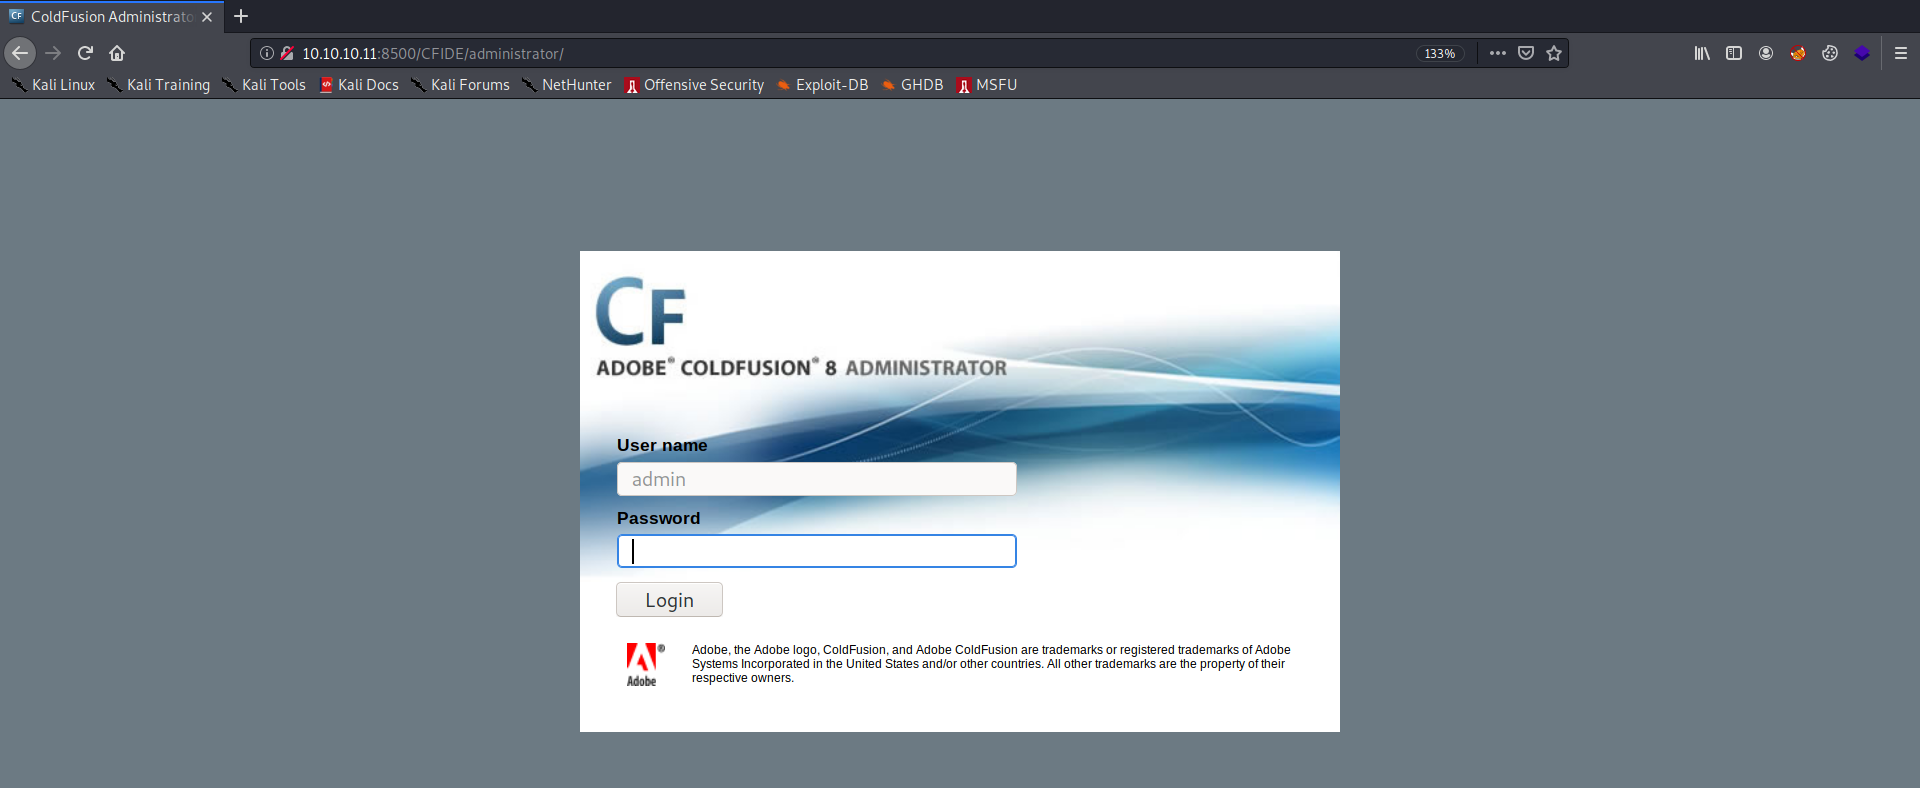 CF ColdFusion Administrato
10.10.10.11:8500/CFIDE/administrator/ 133%
Kali Linux Kali Training Kali Tools Kali Docs Kali Forums NetHunter Offensive Security Exploit-DB GHDB MSFU
CF
ADOBE® COLDFUSION® 8 ADMINISTRATOR
User name
admin
Password
Login
Adobe, the Adobe logo, ColdFusion, and Adobe ColdFusion are trademarks or registered trademarks of Adobe
Systems Incorporated in the United States and/or other countries. All other trademarks are the property of their
respective owners.
®
Adobe